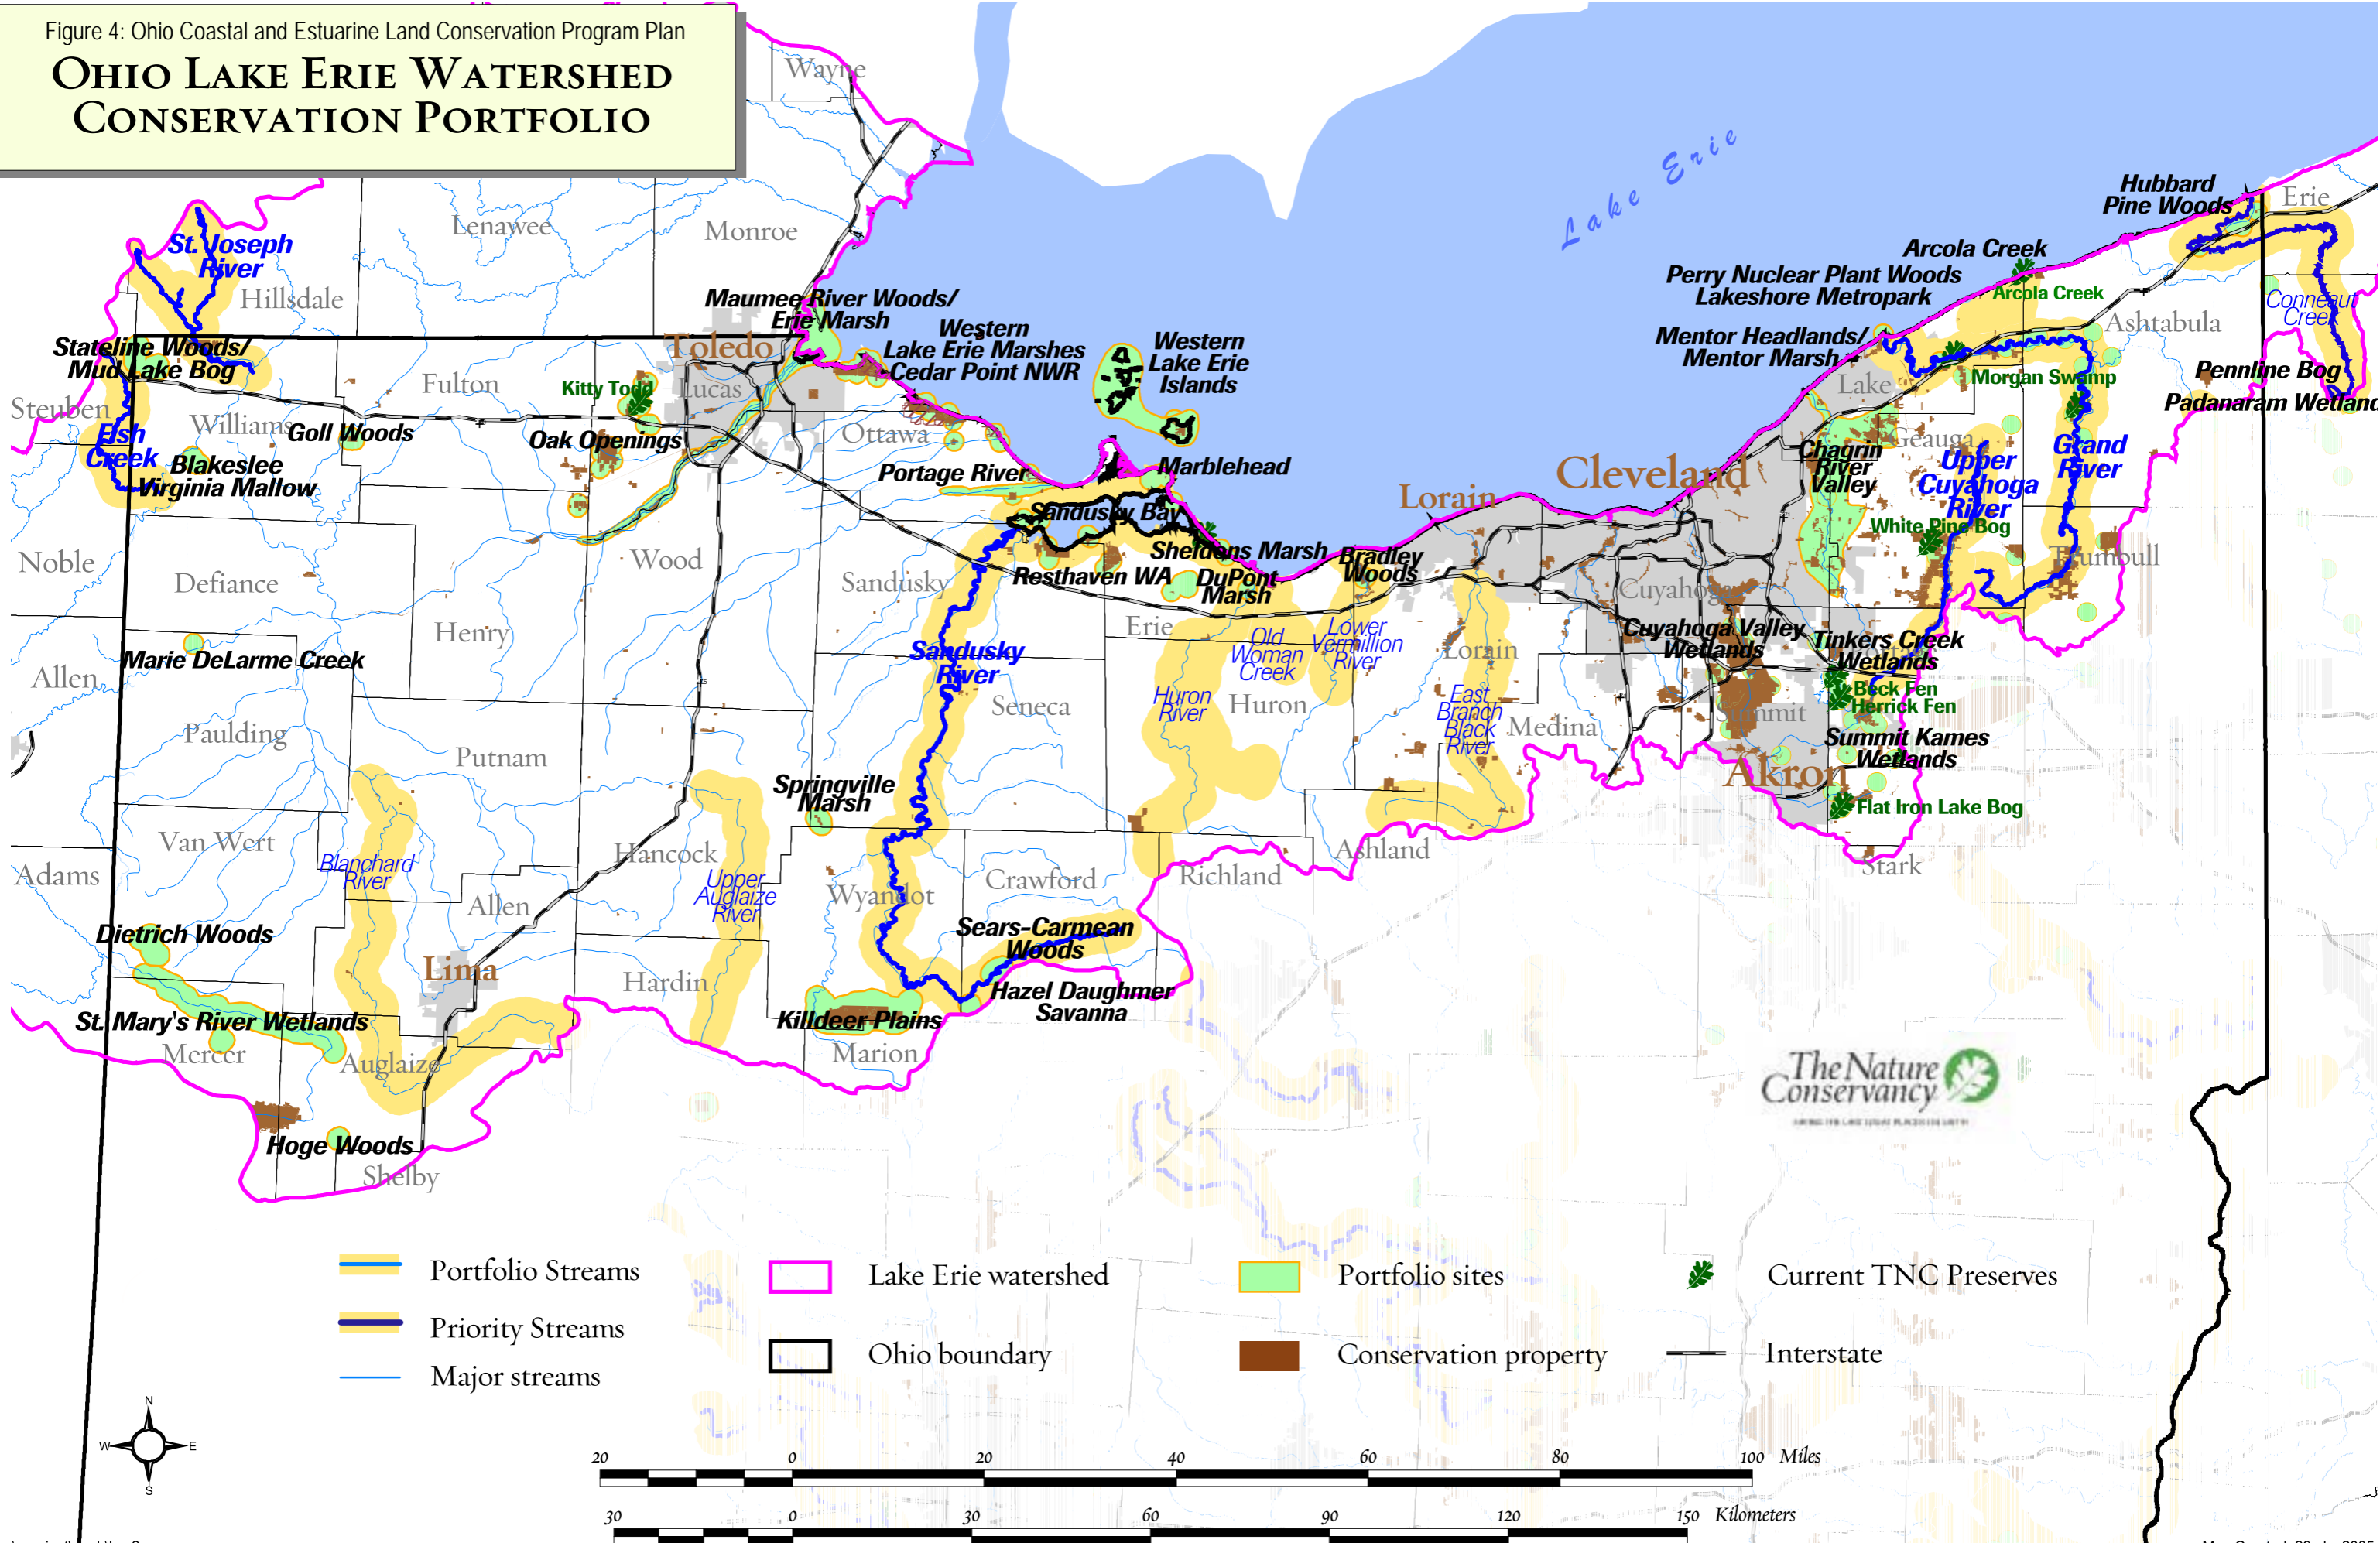 Figure 4: Ohio Coastal and Estuarine Land Conservation Program Plan
OHIO LAKE ERIE WATERSHED
CONSERVATION PORTFOLIO
Wayne
Lenawee
Monroe
Lake Erie
Hubbard
Pine Woods
Erie
St. Joseph
River
Hillsdale
Arcola Creek
Perry Nuclear Plant Woods
Lakeshore Metropark
Arcola Creek
Conneaut
Creek
Ashtabula
Maumee River Woods/
Erie Marsh
Western
Lake Erie Marshes
Cedar Point NWR
Western
Lake Erie
Islands
Mentor Headlands/
Mentor Marsh
Stateline Woods/
Mud Lake Bog
Toledo
Lucas
Kitty Todd
Fulton
Lake
Morgan Swamp
Pennline Bog
Padanaram Wetland
Steuben
Williams
Goll Woods
Oak Openings
Ottawa
Fish
Creek
Blakeslee
Virginia Mallow
Portage River
Marblehead
Lorain
Cleveland
Chagrin
River
Valley
Geauga
Upper
Cuyahoga
River
Grand
River
Sandusky Bay
White Pine Bog
Noble
Defiance
Wood
Sandusky
Resthaven WA
Sheldons Marsh
DuPont
Marsh
Bradley
Woods
Cuyahoga
Trumbull
Henry
Erie
Old
Woman
Creek
Lower
Vermillion
River
Lorain
Cuyahoga Valley
Wetlands
Tinkers Creek
Wetlands
Marie DeLarme Creek
Allen
Sandusky
River
Seneca
Huron
River
Huron
East
Branch
Black
River
Medina
Summit
Beck Fen
Herrick Fen
Paulding
Putnam
Summit Kames
Wetlands
Akron
Springville
Marsh
Flat Iron Lake Bog
Van Wert
Hancock
Adams
Blanchard
River
Allen
Upper
Auglaize
River
Wyandot
Crawford
Richland
Ashland
Stark
Dietrich Woods
Lima
Hardin
Sears-Carmean
Woods
Hazel Daughmer
Savanna
St. Mary's River Wetlands
Mercer
Auglaize
Killdeer Plains
Marion
The Nature
Conservancy
Hoge Woods
Shelby
Portfolio Streams
Priority Streams
Major streams
Lake Erie watershed
Ohio boundary
Portfolio sites
Conservation property
Current TNC Preserves
Interstate
N
W
E
S
20 0 20 40 60 80 100 Miles
30 0 30 60 90 120 150 Kilometers